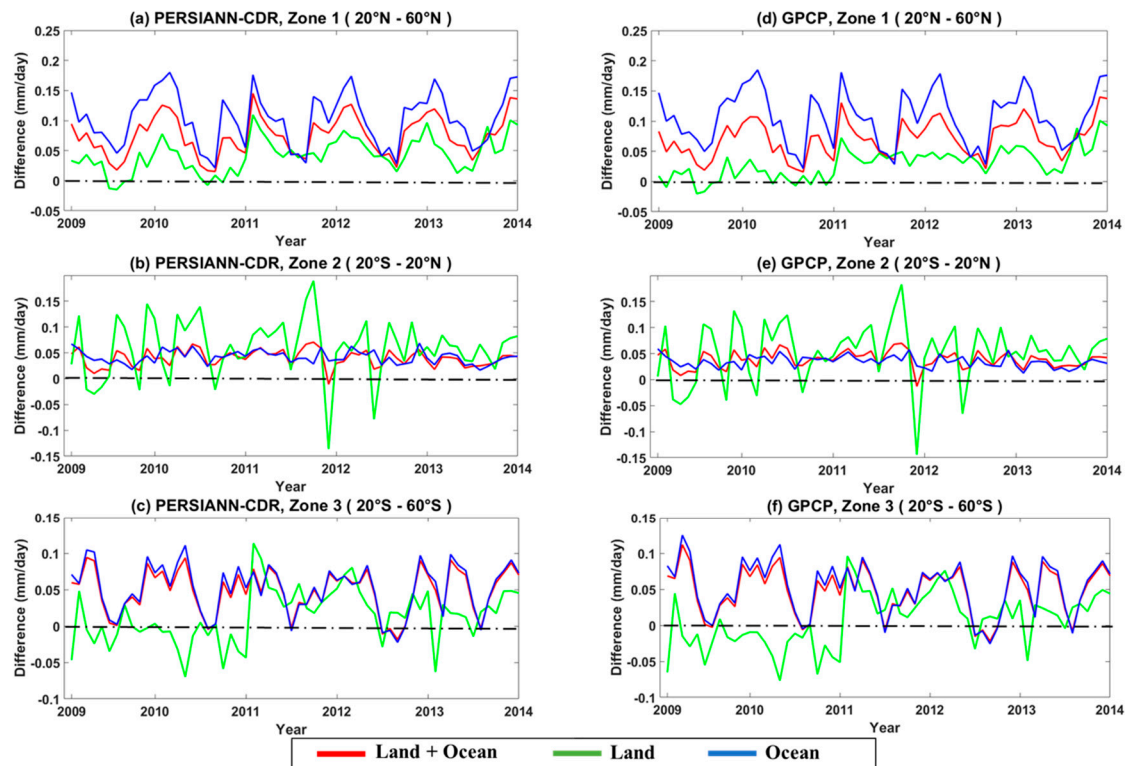 (a) PERSIANN-CDR, Zone 1 ( 20°N - 60°N )
Difference (mm/day)
0.25
0.2
0.15
0.1
0.05
0
-0.05
2009 2010 2011 2012 2013 2014
Year
(d) GPCP, Zone 1 ( 20°N - 60°N )
Difference (mm/day)
0.25
0.2
0.15
0.1
0.05
0
-0.05
2009 2010 2011 2012 2013 2014
Year
(b) PERSIANN-CDR, Zone 2 ( 20°S - 20°N )
Difference (mm/day)
0.15
0.1
0.05
0
-0.05
-0.1
-0.15
2009 2010 2011 2012 2013 2014
Year
(e) GPCP, Zone 2 ( 20°S - 20°N )
Difference (mm/day)
0.15
0.1
0.05
0
-0.05
-0.1
-0.15
2009 2010 2011 2012 2013 2014
Year
(c) PERSIANN-CDR, Zone 3 ( 20°S - 60°S )
Difference (mm/day)
0.15
0.1
0.05
0
-0.05
-0.1
2009 2010 2011 2012 2013 2014
Year
(f) GPCP, Zone 3 ( 20°S - 60°S )
Difference (mm/day)
0.15
0.1
0.05
0
-0.05
-0.1
2009 2010 2011 2012 2013 2014
Year
Land + Ocean Land Ocean